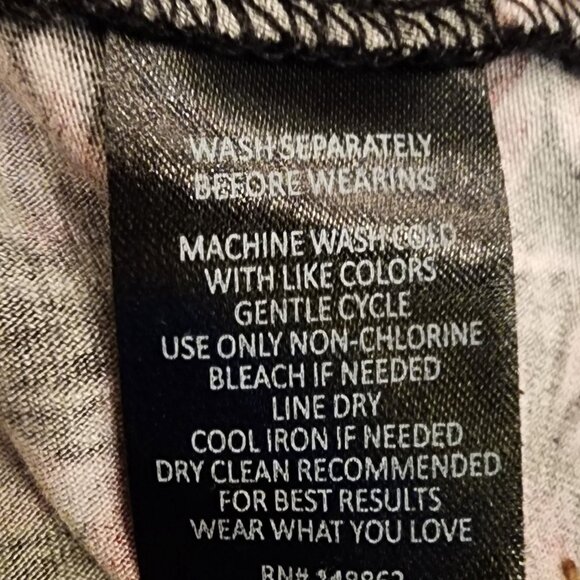 WASH SEPARATELY
BEFORE WEARING
MACHINE WASH COLD
WITH LIKE COLORS
GENTLE CYCLE
USE ONLY NON-CHLORINE
BLEACH IF NEEDED
LINE DRY
COOL IRON IF NEEDED
DRY CLEAN RECOMMENDED
FOR BEST RESULTS
WEAR WHAT YOU LOVE
RN#